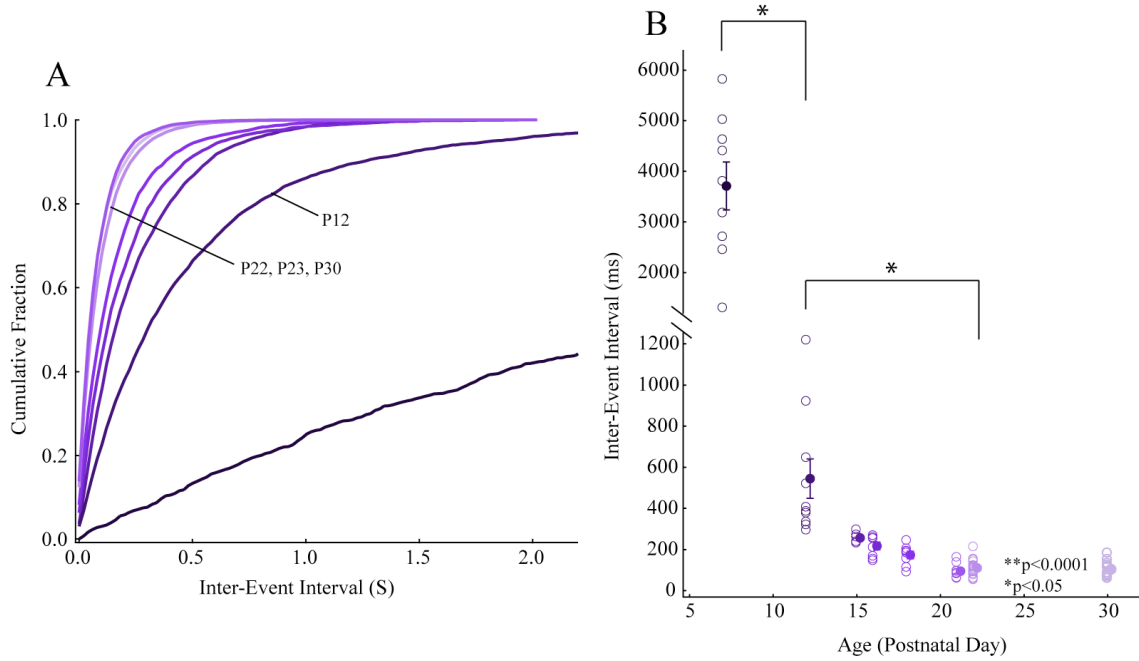 A
1.0
0.8
0.6
0.4
0.2
0.0
P12
P22, P23, P30
0.0 0.5 1.0 1.5 2.0
Inter-Event Interval (S)
Cumulative Fraction
B
*
6000
5000
4000
3000
2000
*
1200
1000
800
600
400
200
0
**p<0.0001
*p<0.05
5 10 15 20 25 30
Age (Postnatal Day)
Inter-Event Interval (ms)